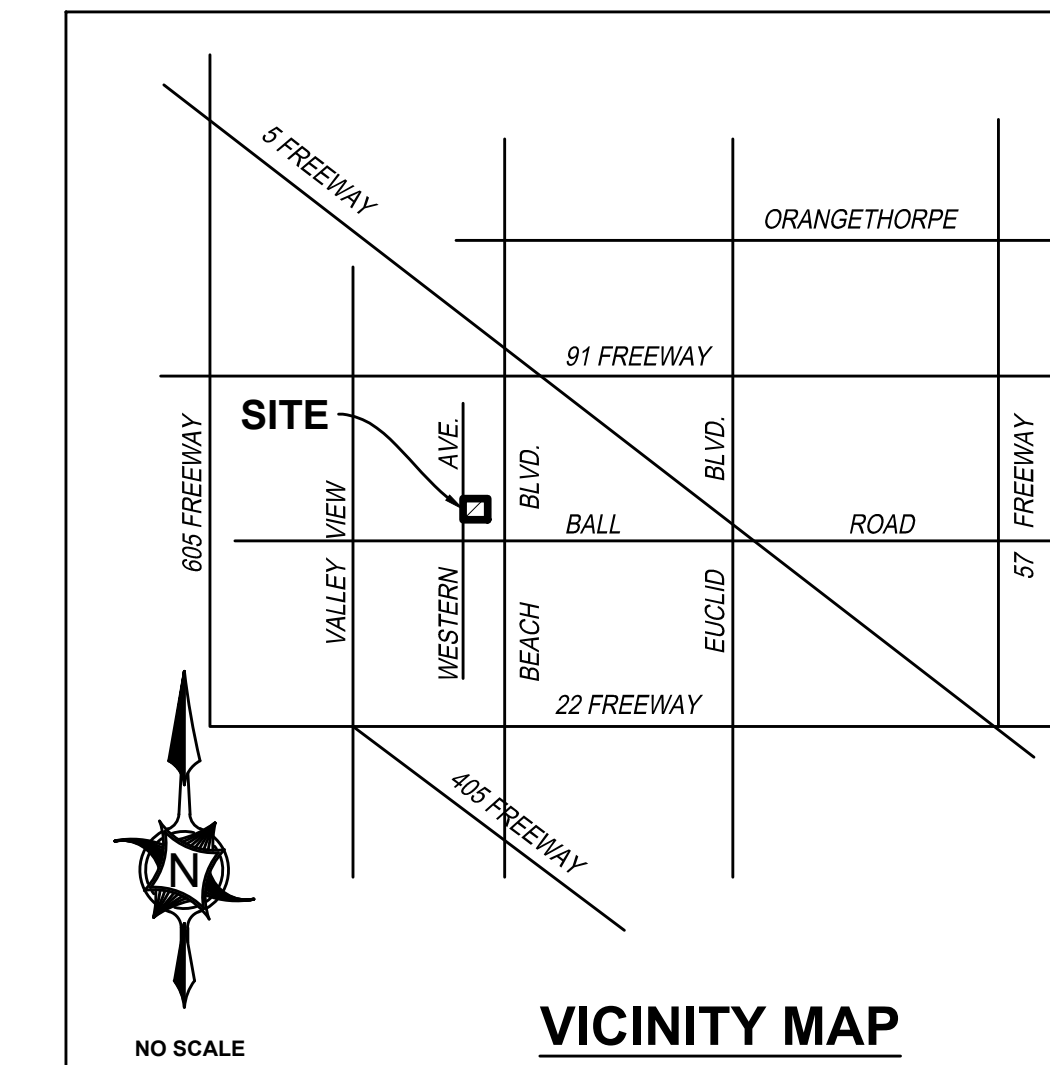 5 FREEWAY
ORANGETHORPE
91 FREEWAY
SITE
605 FREEWAY
VALLEY VIEW
WESTERN AVE.
BEACH BLVD.
EUCLID BLVD.
57 FREEWAY
BALL ROAD
22 FREEWAY
405 FREEWAY
N
NO SCALE
VICINITY MAP